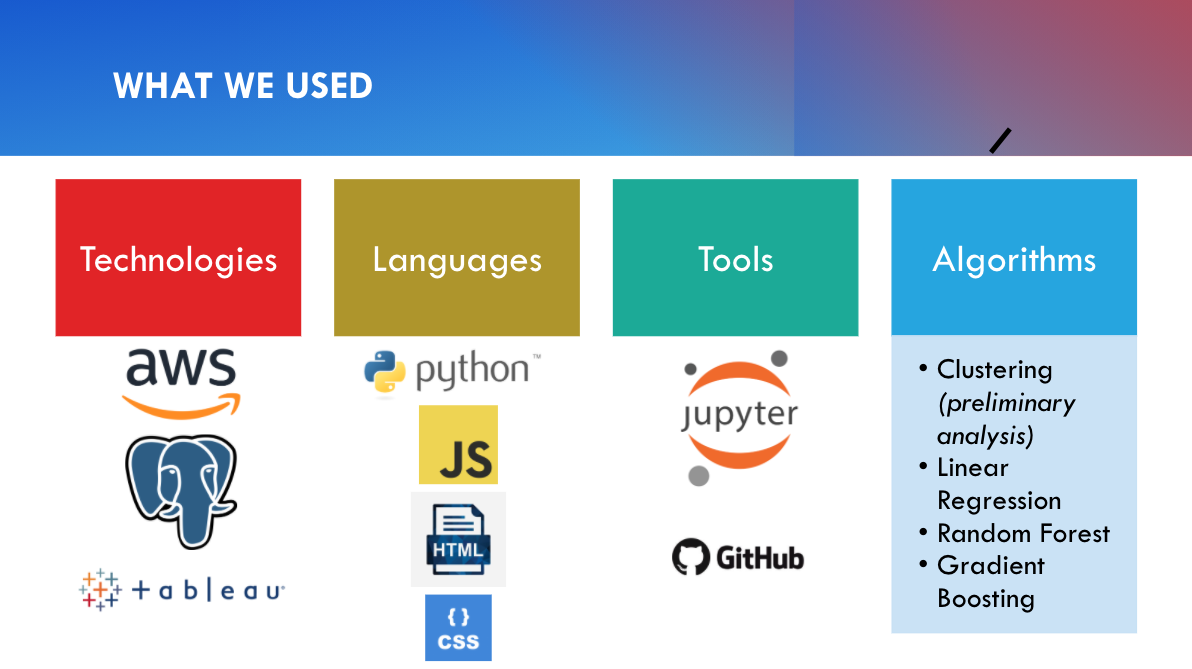 WHAT WE USED
Technologies
aws
+ a b l e a u
Languages
python™
JS
HTML
{ }
CSS
Tools
jupyter
GitHub
Algorithms
• Clustering
(preliminary
analysis)
• Linear
Regression
• Random Forest
• Gradient
Boosting